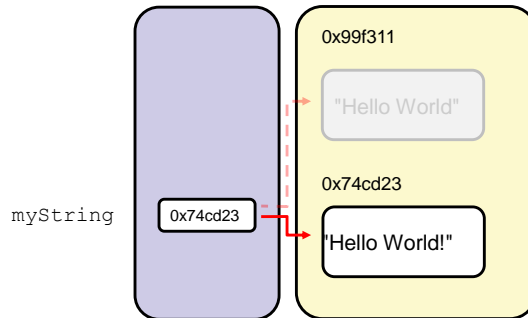 0x99f311
"Hello World"
0x74cd23
myString
0x74cd23
"Hello World!"